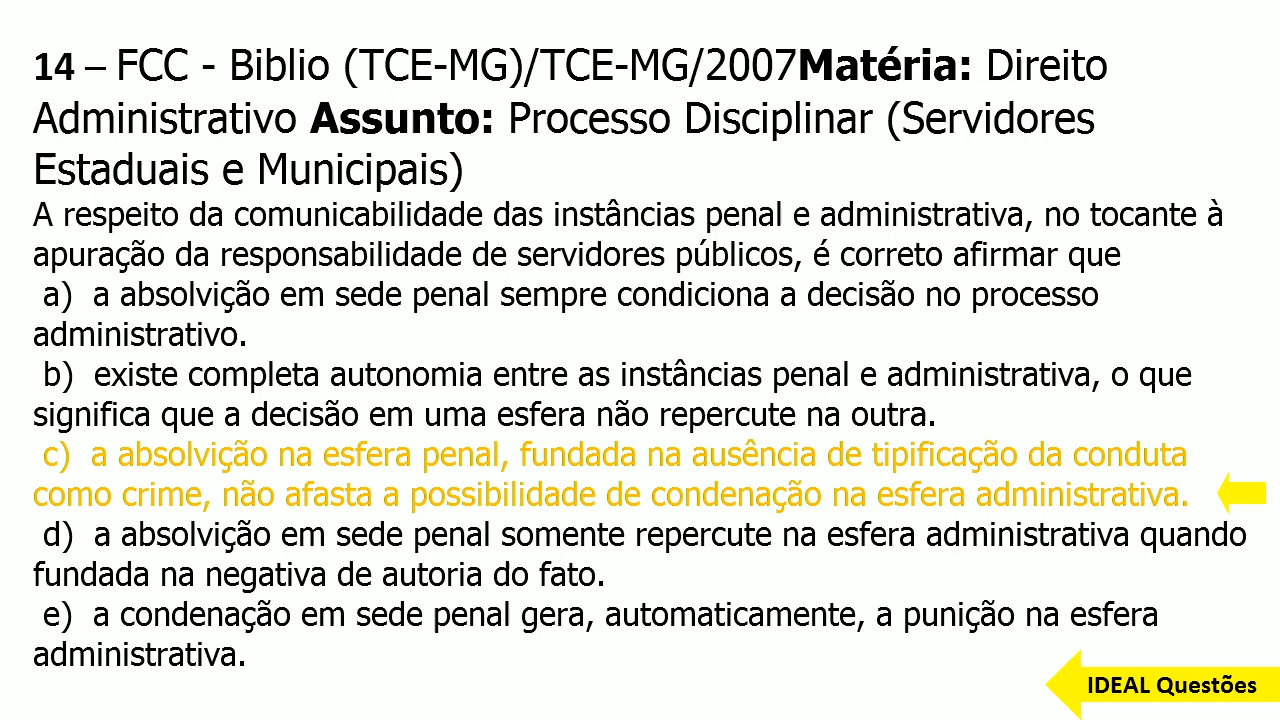 14 – FCC - Biblio (TCE-MG)/TCE-MG/2007Matéria: Direito
Administrativo Assunto: Processo Disciplinar (Servidores
Estaduais e Municipais)
A respeito da comunicabilidade das instâncias penal e administrativa, no tocante à
apuração da responsabilidade de servidores públicos, é correto afirmar que
a) a absolvição em sede penal sempre condiciona a decisão no processo
administrativo.
b) existe completa autonomia entre as instâncias penal e administrativa, o que
significa que a decisão em uma esfera não repercute na outra.
c) a absolvição na esfera penal, fundada na ausência de tipificação da conduta
como crime, não afasta a possibilidade de condenação na esfera administrativa.
d) a absolvição em sede penal somente repercute na esfera administrativa quando
fundada na negativa de autoria do fato.
e) a condenação em sede penal gera, automaticamente, a punição na esfera
administrativa.
IDEAL Questões